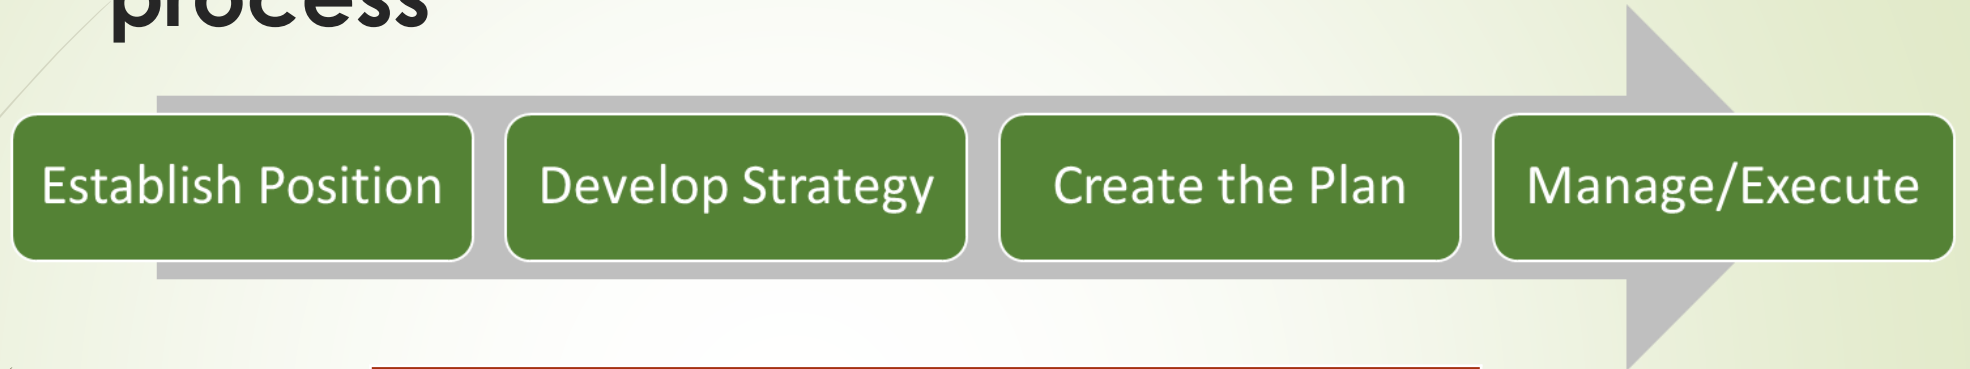 process
Establish Position
Develop Strategy
Create the Plan
Manage/Execute